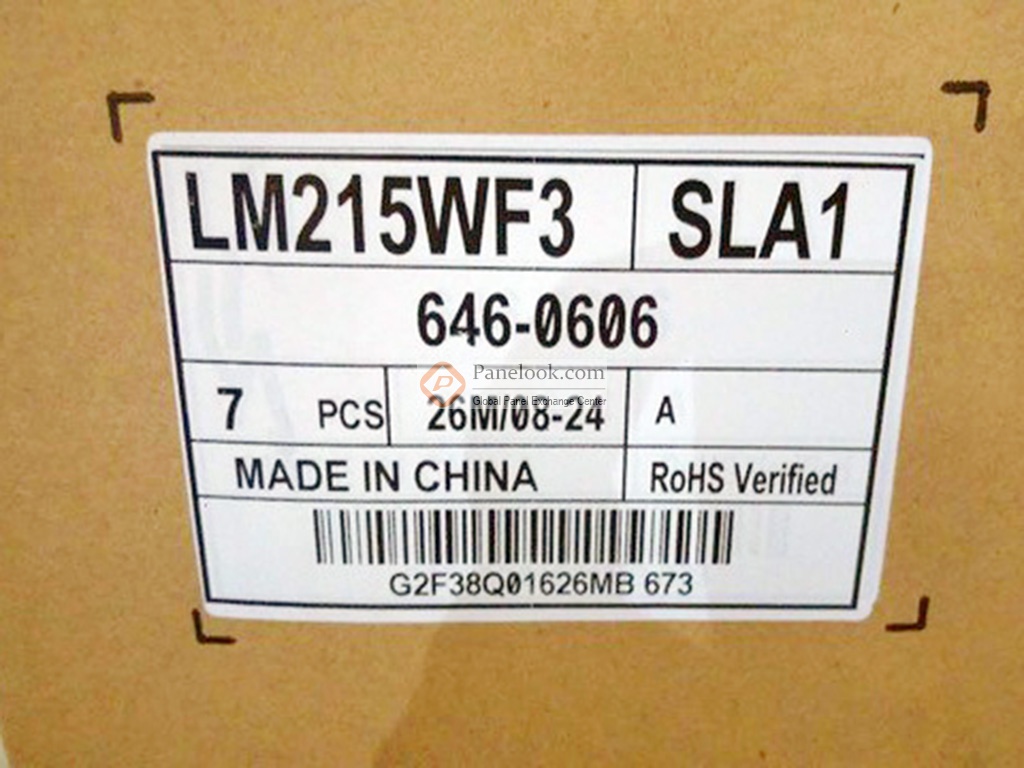 LM215WF3 SLA1
646-0606
Panelook.com
Global Panel Exchange Center
7 PCS 26M/08-24 A
MADE IN CHINA RoHS Verified
G2F38Q01626MB 673